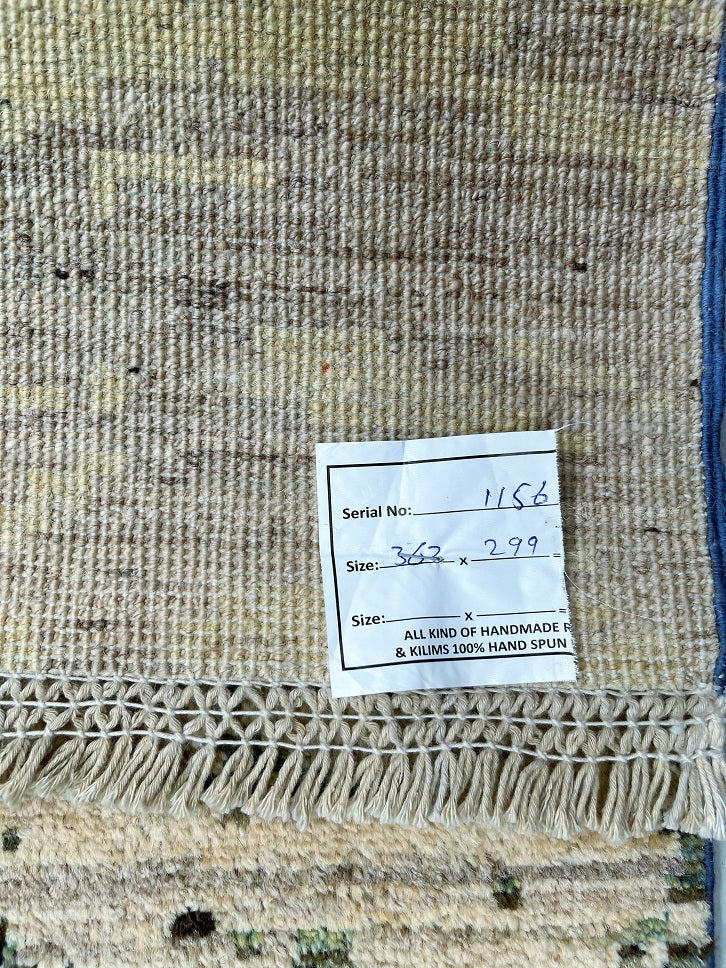 Serial No: 1156
Size: 363 x 299 =
Size: x =
ALL KIND OF HANDMADE R
& KILIMS 100% HAND SPUN